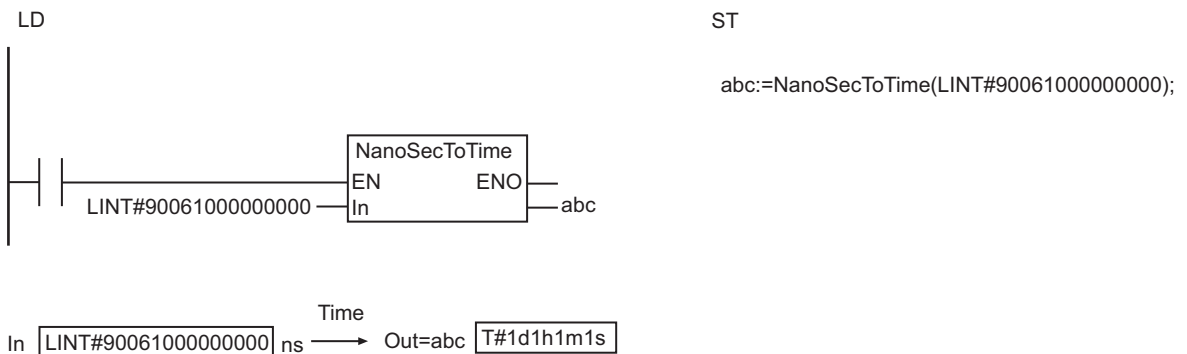 LD
ST
abc:=NanoSecToTime(LINT#90061000000000);
NanoSecToTime
EN ENO
LINT#90061000000000 In abc
Time
In LINT#90061000000000 ns Out=abc T#1d1h1m1s